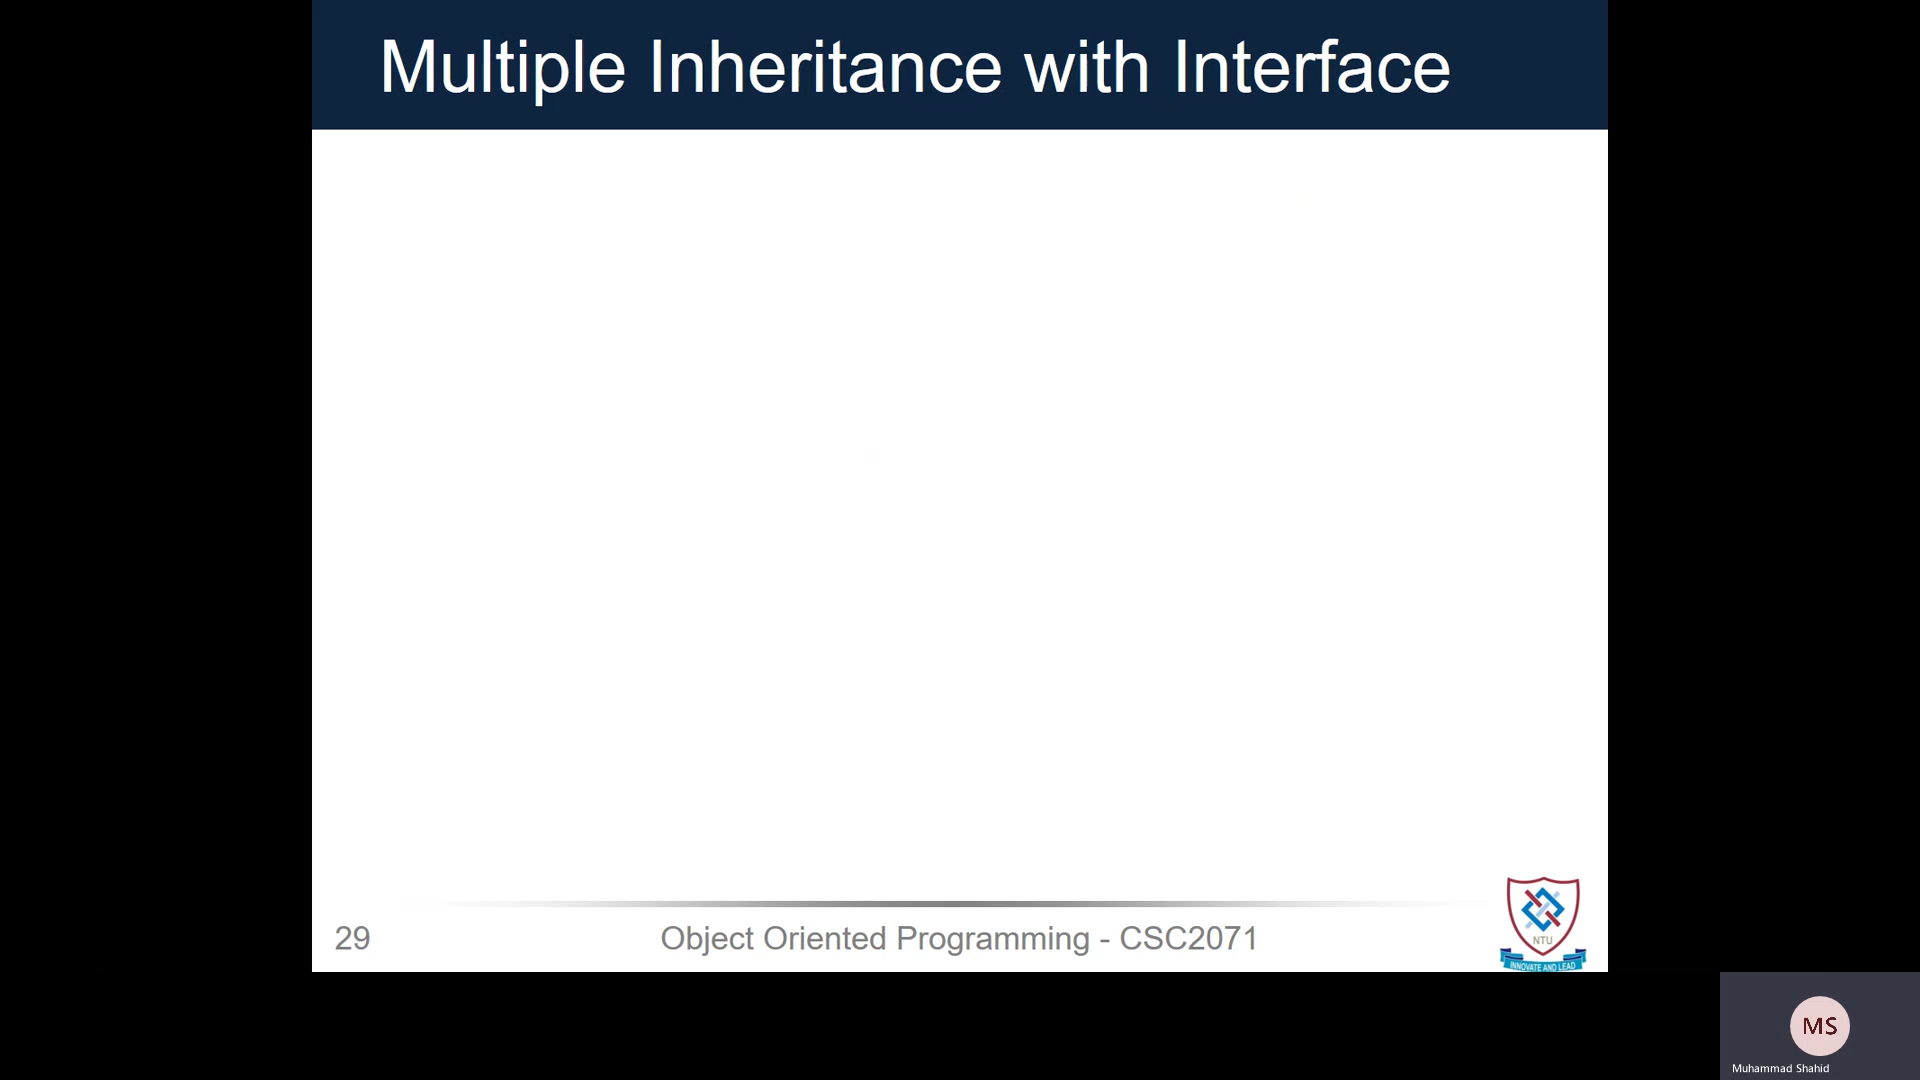 Multiple Inheritance with Interface
29
Object Oriented Programming - CSC2071
NTU
INNOVATE AND LEAD
MS
Muhammad Shahid